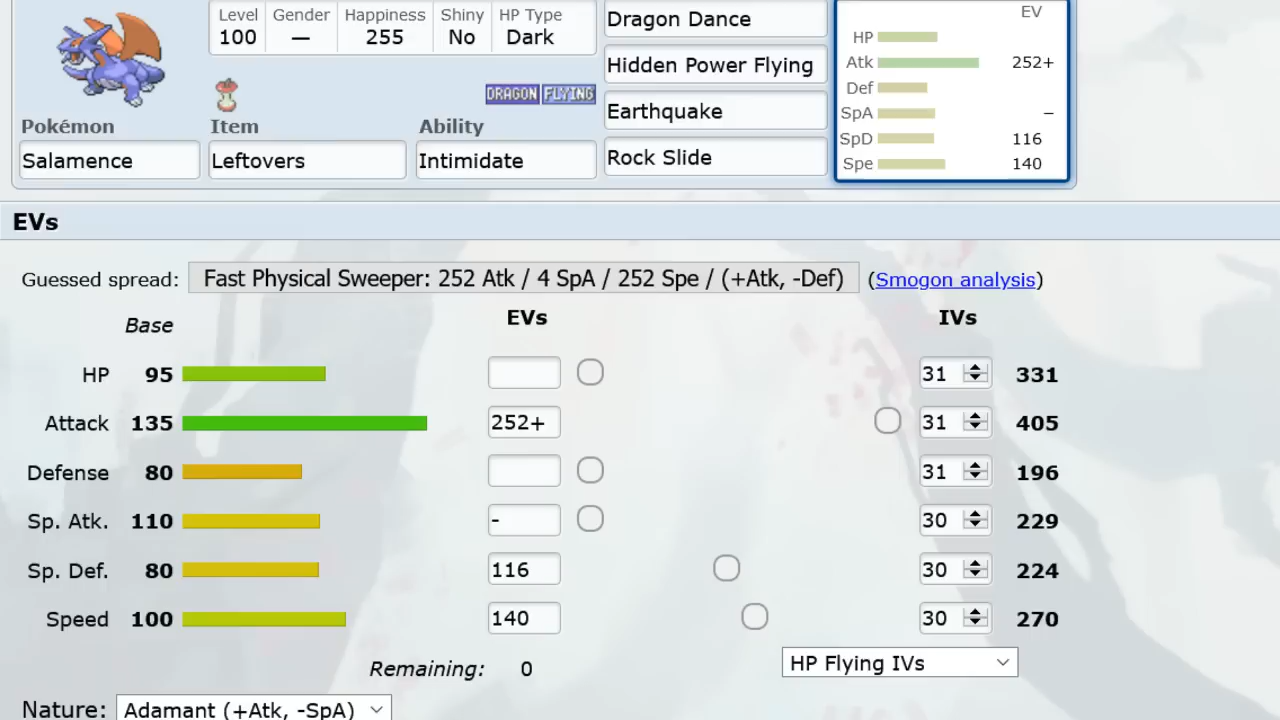 Level Gender Happiness Shiny HP Type
100 — 255 No Dark
DRAGON FLYING
Pokémon Item Ability
Salamence Leftovers Intimidate
Dragon Dance
Hidden Power Flying
Earthquake
Rock Slide
EV
HP
Atk 252+
Def
SpA –
SpD 116
Spe 140
EVs
Guessed spread: Fast Physical Sweeper: 252 Atk / 4 SpA / 252 Spe / (+Atk, -Def) (Smogon analysis)
Base EVs IVs
HP 95 31 331
Attack 135 252+ 31 405
Defense 80 31 196
Sp. Atk. 110 - 30 229
Sp. Def. 80 116 30 224
Speed 100 140 30 270
Remaining: 0 HP Flying IVs
Nature: Adamant (+Atk, -SpA)